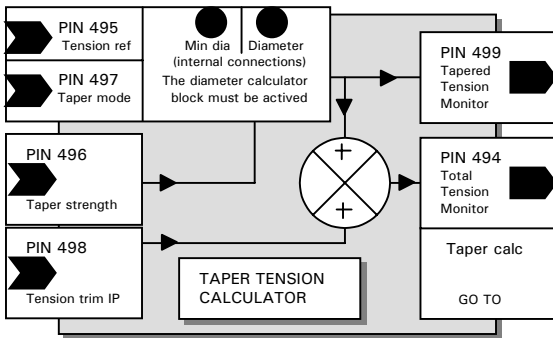 PIN 495
Tension ref
PIN 497
Taper mode
Min dia
Diameter
(internal connections)
The diameter calculator
block must be actived
PIN 499
Tapered
Tension
Monitor
PIN 496
Taper strength
+
+
PIN 494
Total
Tension
Monitor
PIN 498
Tension trim IP
TAPER TENSION
CALCULATOR
Taper calc
GO TO